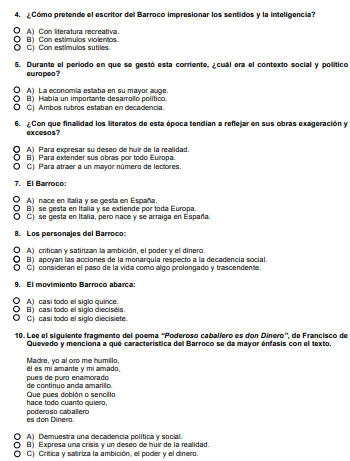 4. ¿Cómo pretende el escritor del Barroco impresionar los sentidos y la inteligencia?
A) Con literatura recreativa.
B) Con estímulos violentos.
C) Con estímulos sutiles.
5. Durante el periodo en que se gestó esta corriente, ¿cuál era el contexto social y político
europeo?
A) La economía estaba en su mayor auge.
B) Había un importante desarrollo político.
C) Ambos rubros estaban en decadencia.
6. ¿Con que finalidad los literatos de esta época tendían a reflejar en sus obras exageración y
excesos?
A) Para expresar su deseo de huir de la realidad.
B) Para extender sus obras por todo Europa.
C) Para atraer a un mayor número de lectores.
7. El Barroco:
A) nace en Italia y se gesta en España.
B) se gesta en Italia y se extiende por toda Europa.
C) se gesta en Italia, pero nace y se arraiga en España.
8. Los personajes del Barroco:
A) critican y satirizan la ambición, el poder y el dinero.
B) apoyan las acciones de la monarquía respecto a la decadencia social.
C) consideran el paso de la vida como algo prolongado y trascendente.
9. El movimiento Barroco abarca:
A) casi todo el siglo quince.
B) casi todo el siglo dieciséis.
C) casi todo el siglo diecisiete.
10. Lee el siguiente fragmento del poema "Poderoso caballero es don Dinero", de Francisco de
Quevedo y menciona a qué característica del Barroco se da mayor énfasis con el texto.
Madre, yo al oro me humillo,
él es mi amante y mi amado,
pues de puro enamorado
de continuo anda amarillo.
Que pues doblón o sencillo
hace todo cuanto quiero,
poderoso caballero
es don Dinero.
A) Demuestra una decadencia política y social.
B) Expresa una crisis y un deseo de huir de la realidad.
C) Critica y satiriza la ambición, el poder y el dinero.